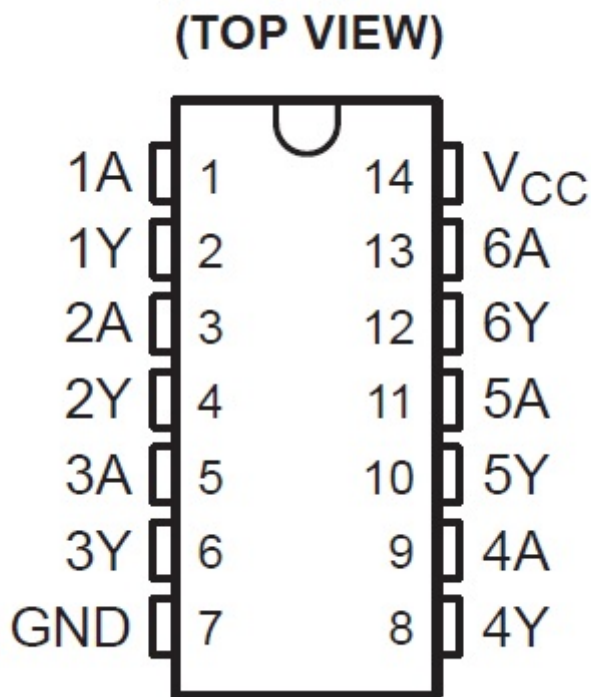 (TOP VIEW)
1A 1 14 VCC
1Y 2 13 6A
2A 3 12 6Y
2Y 4 11 5A
3A 5 10 5Y
3Y 6 9 4A
GND 7 8 4Y